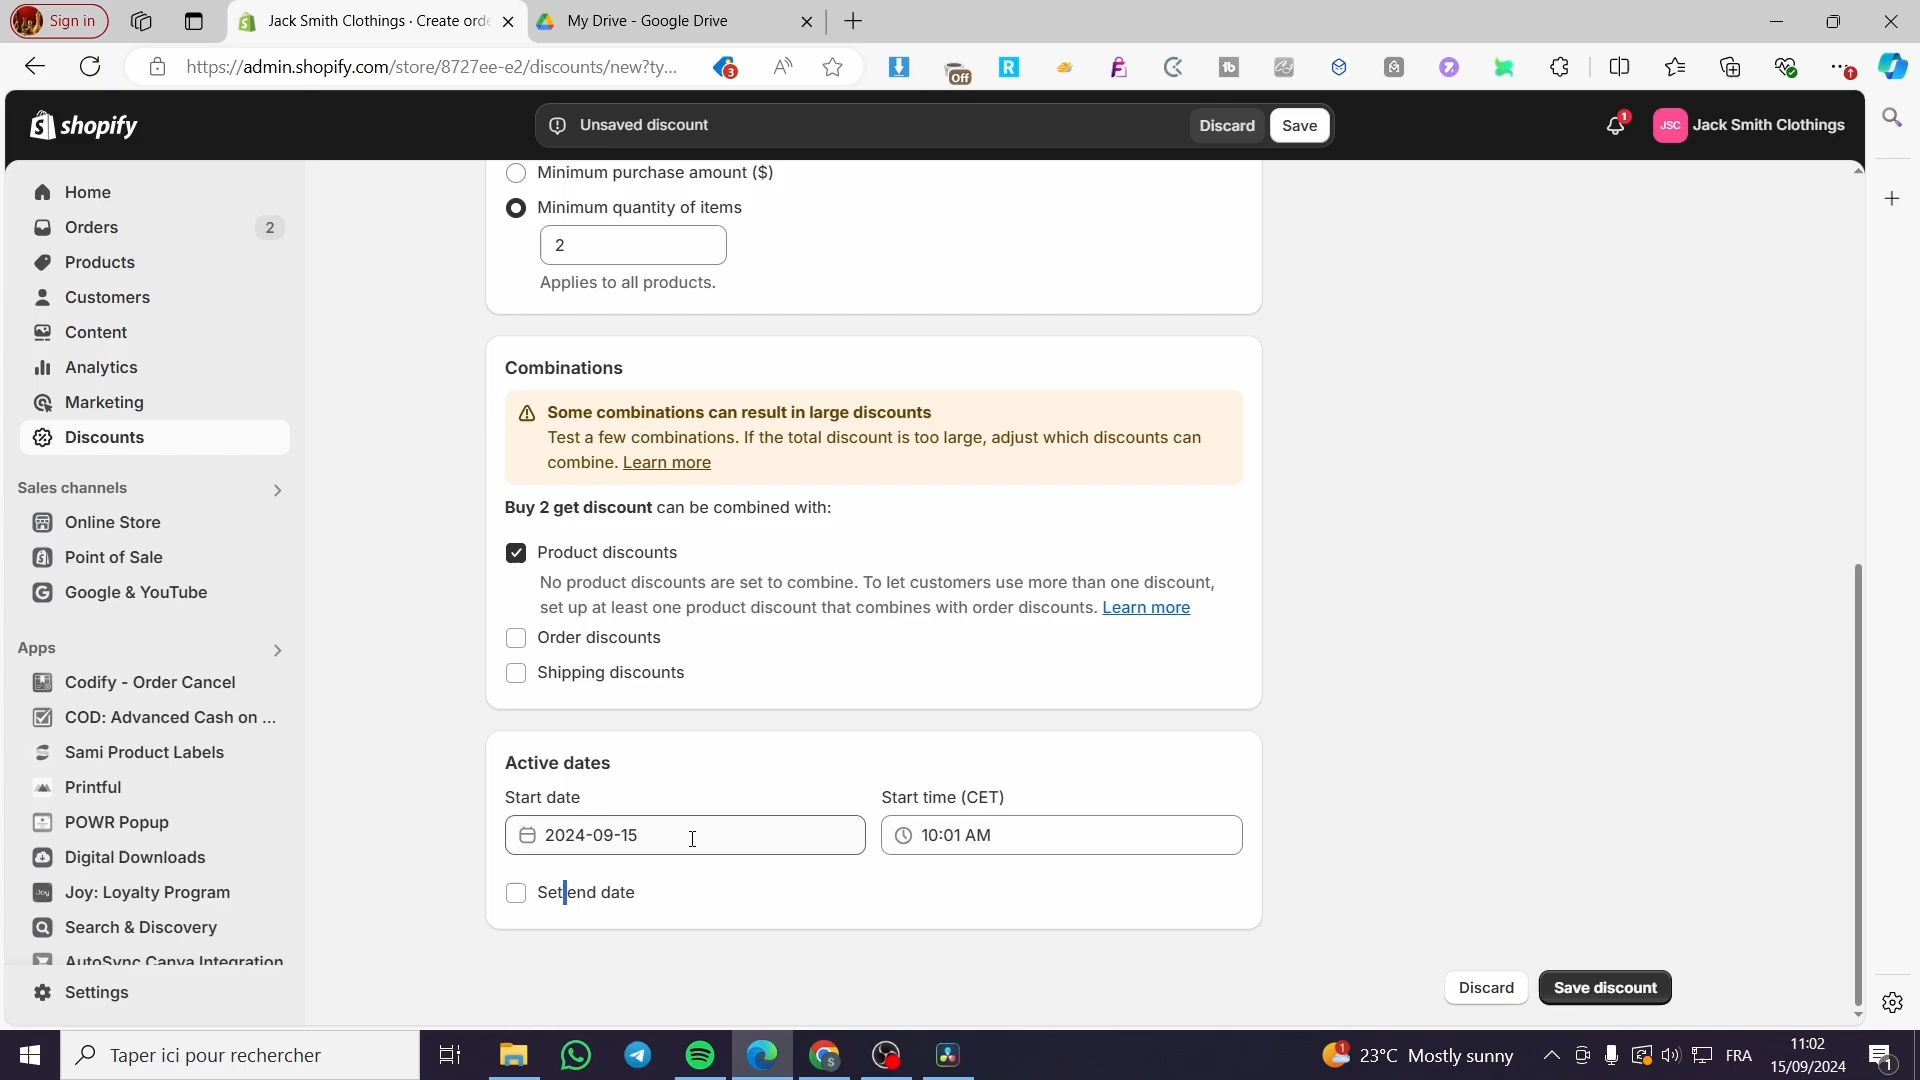 Sign in
Jack Smith Clothings · Create orde
My Drive - Google Drive
https://admin.shopify.com/store/8727ee-e2/discounts/new?ty...
3
Off
shopify
Unsaved discount
Discard
Save
1
JSC
Jack Smith Clothings
Home
Orders
2
Products
Customers
Content
Analytics
Marketing
Discounts
Sales channels
Online Store
Point of Sale
Google & YouTube
Apps
Codify - Order Cancel
COD: Advanced Cash on ...
Sami Product Labels
Printful
POWR Popup
Digital Downloads
Joy: Loyalty Program
Search & Discovery
AutoSync Canva Integration
Settings
Minimum purchase amount ($)
Minimum quantity of items
2
Applies to all products.
Combinations
Some combinations can result in large discounts
Test a few combinations. If the total discount is too large, adjust which discounts can
combine. Learn more
Buy 2 get discount can be combined with:
Product discounts
No product discounts are set to combine. To let customers use more than one discount,
set up at least one product discount that combines with order discounts. Learn more
Order discounts
Shipping discounts
Active dates
Start date
Start time (CET)
2024-09-15
10:01 AM
Set end date
Discard
Save discount
Taper ici pour rechercher
1
23°C Mostly sunny
FRA
11:02
15/09/2024
1